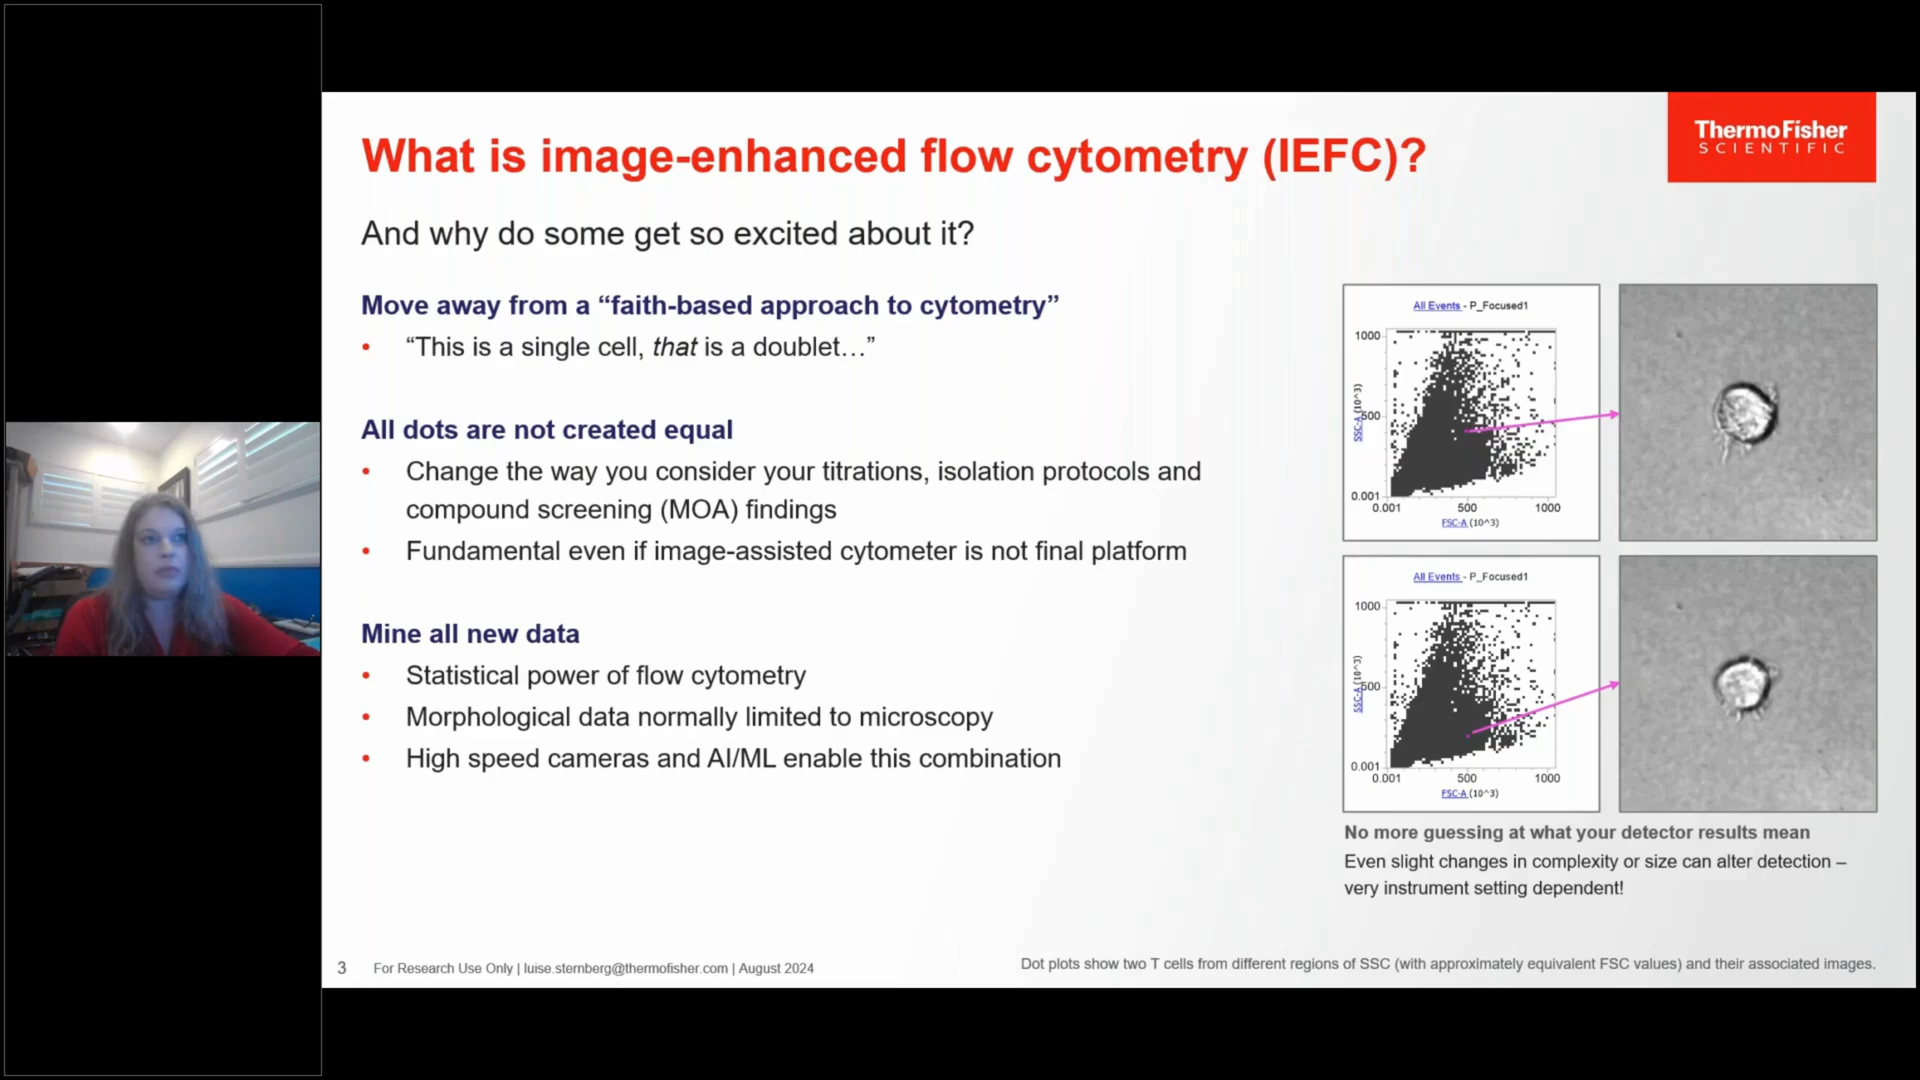 ThermoFisher
SCIENTIFIC
What is image-enhanced flow cytometry (IEFC)?
And why do some get so excited about it?
Move away from a “faith-based approach to cytometry”
• “This is a single cell, that is a doublet…”
All dots are not created equal
• Change the way you consider your titrations, isolation protocols and
compound screening (MOA) findings
• Fundamental even if image-assisted cytometer is not final platform
Mine all new data
• Statistical power of flow cytometry
• Morphological data normally limited to microscopy
• High speed cameras and AI/ML enable this combination
All Events - P_Focused1
1000
500
0.001
SSC-A (10^3)
0.001 500 1000
FSC-A (10^3)
All Events - P_Focused1
1000
500
0.001
SSC-A (10^3)
0.001 500 1000
FSC-A (10^3)
No more guessing at what your detector results mean
Even slight changes in complexity or size can alter detection –
very instrument setting dependent!
3 For Research Use Only | luise.sternberg@thermofisher.com | August 2024
Dot plots show two T cells from different regions of SSC (with approximately equivalent FSC values) and their associated images.